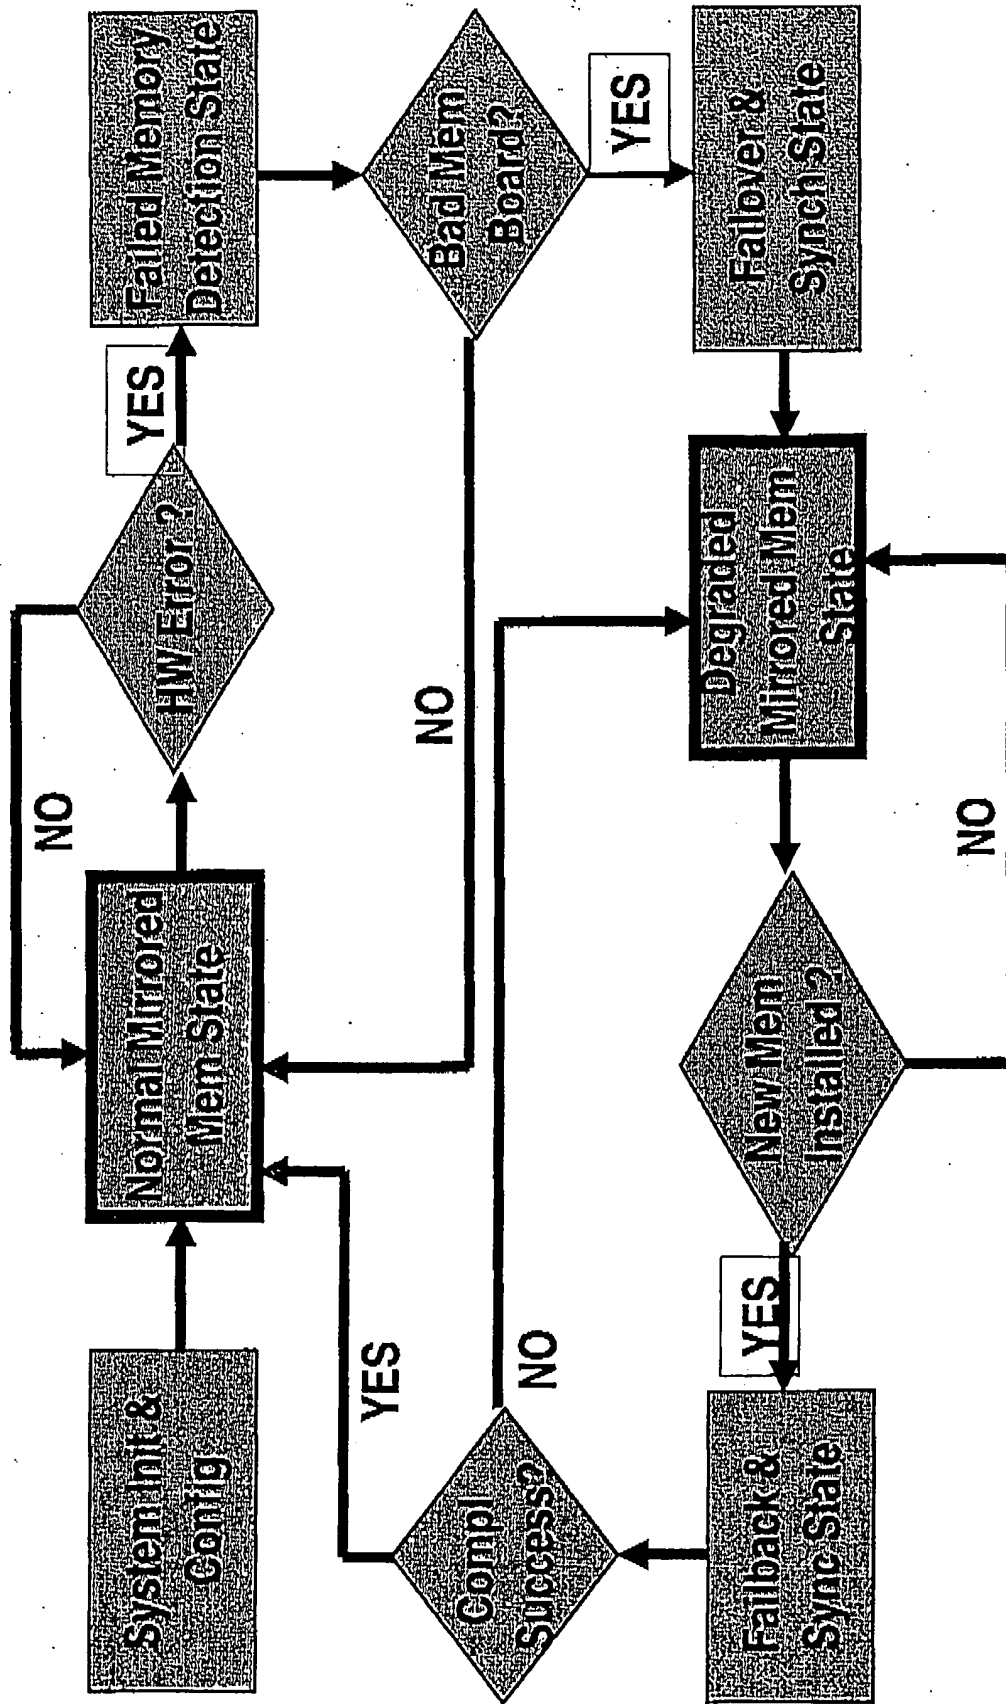 System Init &
Config
Normal Mirrored
Mem State
NO
HW Error ?
YES
Failed Memory
Detection State
YES
NO
Compl
Success?
NO
Bad Mem
Board?
YES
Failback &
Sync State
YES
New Mem
Installed ?
NO
Degraded
Mirrored Mem
State
Failover &
Synch State